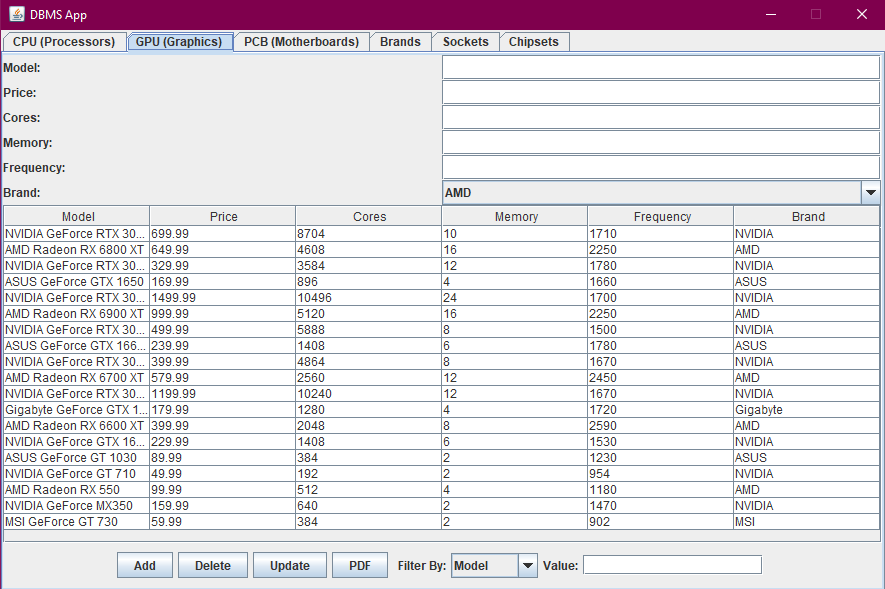 DBMS App
CPU (Processors) GPU (Graphics) PCB (Motherboards) Brands Sockets Chipsets
Model:
Price:
Cores:
Memory:
Frequency:
Brand: AMD
Model Price Cores Memory Frequency Brand
NVIDIA GeForce RTX 30... 699.99 8704 10 1710 NVIDIA
AMD Radeon RX 6800 XT 649.99 4608 16 2250 AMD
NVIDIA GeForce RTX 30... 329.99 3584 12 1780 NVIDIA
ASUS GeForce GTX 1650 169.99 896 4 1660 ASUS
NVIDIA GeForce RTX 30... 1499.99 10496 24 1700 NVIDIA
AMD Radeon RX 6900 XT 999.99 5120 16 2250 AMD
NVIDIA GeForce RTX 30... 499.99 5888 8 1500 NVIDIA
ASUS GeForce GTX 166... 239.99 1408 6 1780 ASUS
NVIDIA GeForce RTX 30... 399.99 4864 8 1670 NVIDIA
AMD Radeon RX 6700 XT 579.99 2560 12 2450 AMD
NVIDIA GeForce RTX 30... 1199.99 10240 12 1670 NVIDIA
Gigabyte GeForce GTX 1... 179.99 1280 4 1720 Gigabyte
AMD Radeon RX 6600 XT 399.99 2048 8 2590 AMD
NVIDIA GeForce GTX 16... 229.99 1408 6 1530 NVIDIA
ASUS GeForce GT 1030 89.99 384 2 1230 ASUS
NVIDIA GeForce GT 710 49.99 192 2 954 NVIDIA
AMD Radeon RX 550 99.99 512 4 1180 AMD
NVIDIA GeForce MX350 159.99 640 2 1470 NVIDIA
MSI GeForce GT 730 59.99 384 2 902 MSI
Add Delete Update PDF Filter By: Model Value: